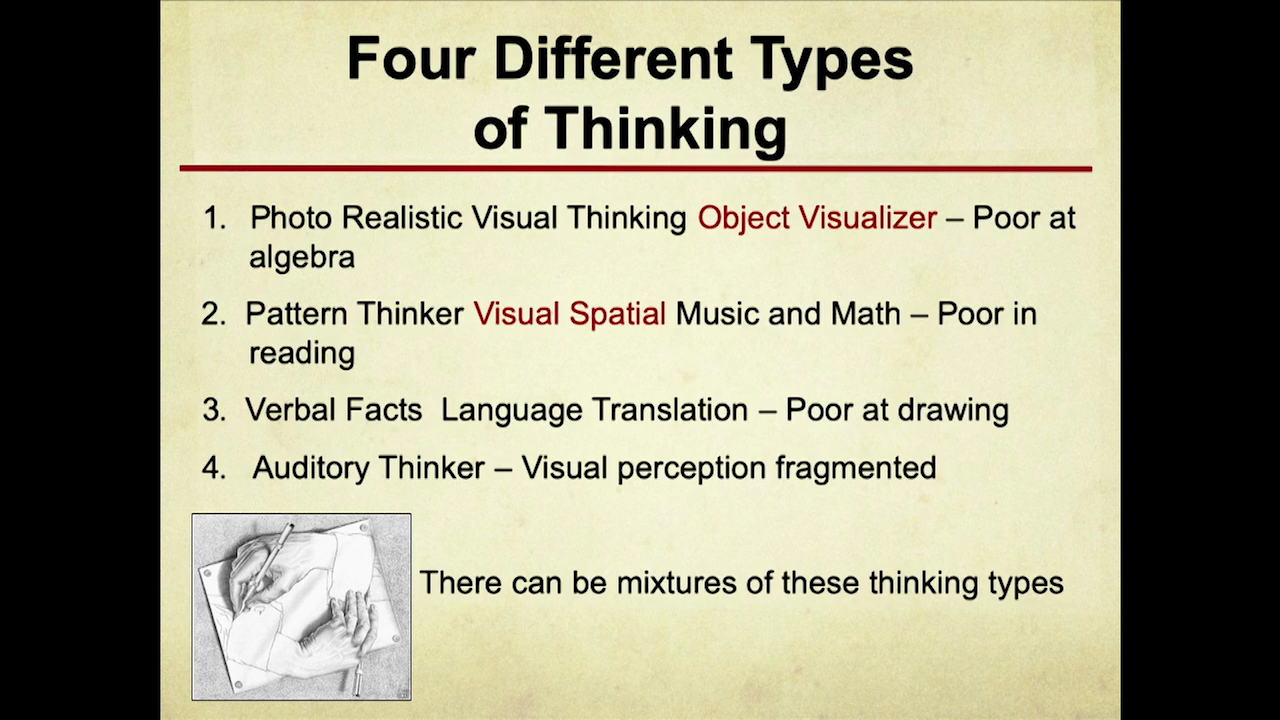 Four Different Types
of Thinking
1. Photo Realistic Visual Thinking Object Visualizer – Poor at
algebra
2. Pattern Thinker Visual Spatial Music and Math – Poor in
reading
3. Verbal Facts Language Translation – Poor at drawing
4. Auditory Thinker – Visual perception fragmented
There can be mixtures of these thinking types